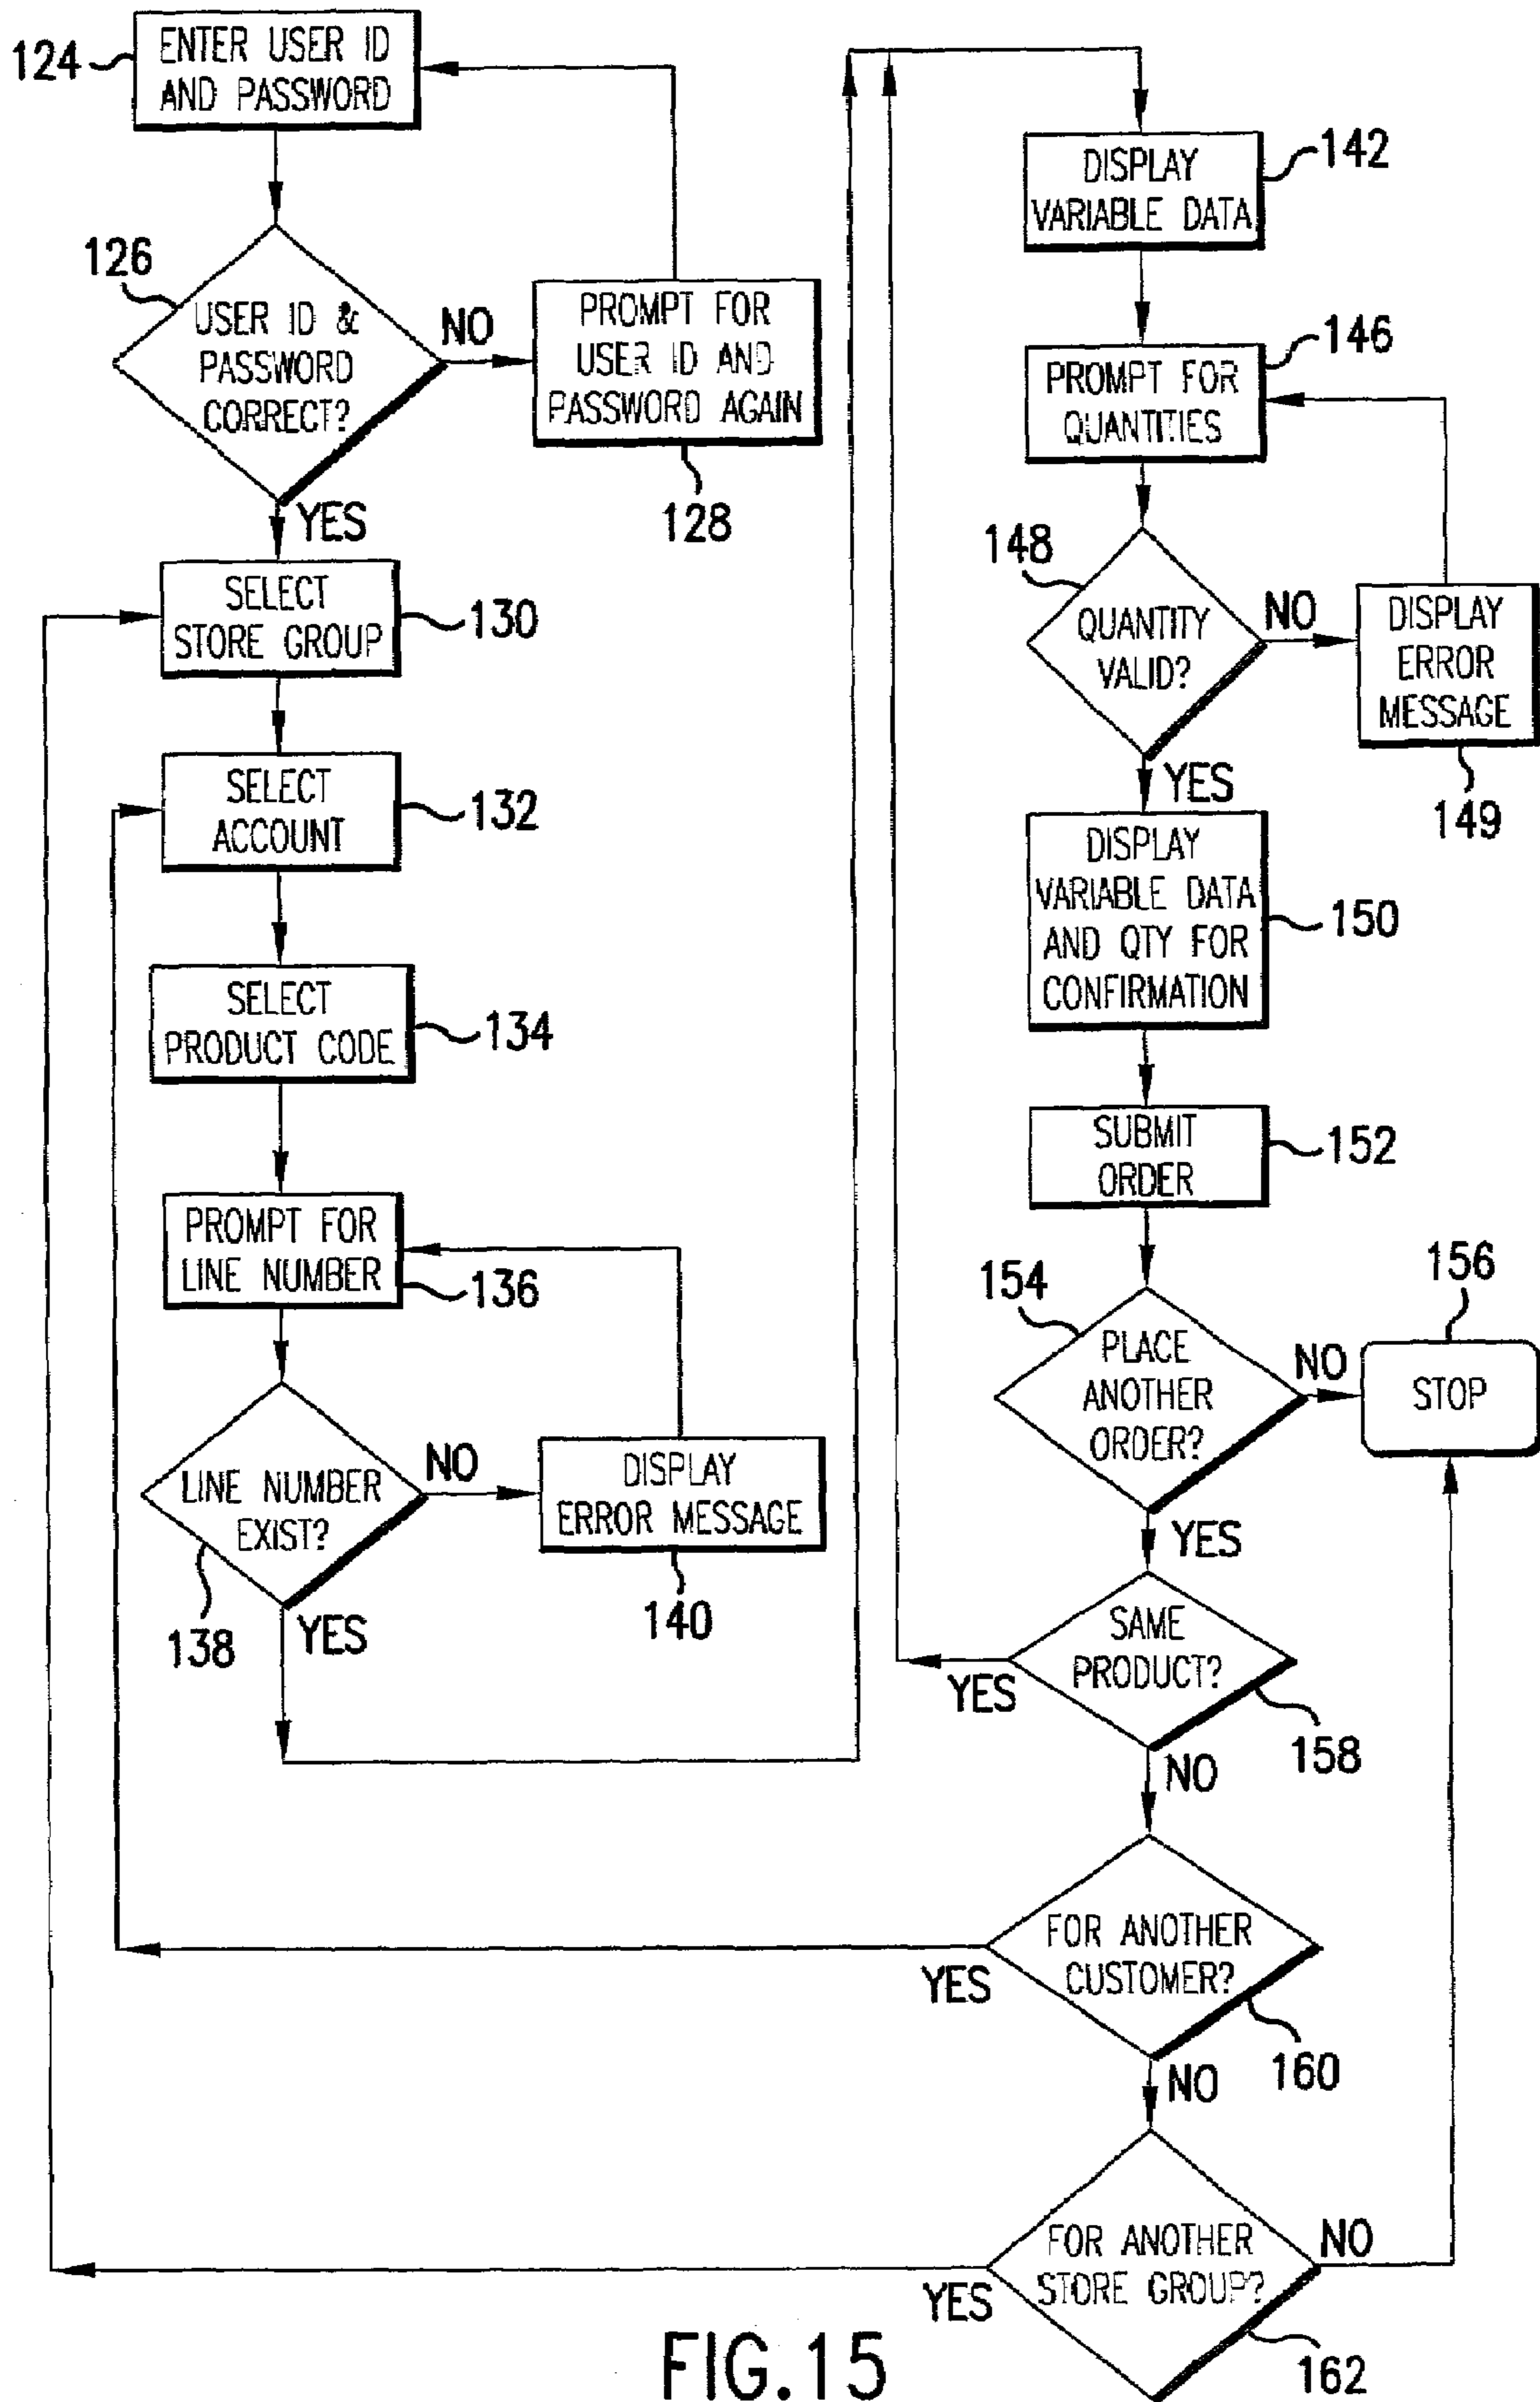 124
ENTER USER ID
AND PASSWORD
126
USER ID &
PASSWORD
CORRECT?
NO
PROMPT FOR
USER ID AND
PASSWORD AGAIN
128
YES
SELECT
STORE GROUP
130
SELECT
ACCOUNT
132
SELECT
PRODUCT CODE
134
PROMPT FOR
LINE NUMBER
136
LINE NUMBER
EXIST?
138
NO
DISPLAY
ERROR MESSAGE
140
YES
DISPLAY
VARIABLE DATA
142
PROMPT FOR
QUANTITIES
146
148
QUANTITY
VALID?
NO
DISPLAY
ERROR
MESSAGE
149
YES
DISPLAY
VARIABLE DATA
AND QTY FOR
CONFIRMATION
150
SUBMIT
ORDER
152
154
PLACE
ANOTHER
ORDER?
NO
156
STOP
YES
SAME
PRODUCT?
158
YES
NO
FOR ANOTHER
CUSTOMER?
160
YES
NO
FOR ANOTHER
STORE GROUP?
162
YES
NO
FIG.15